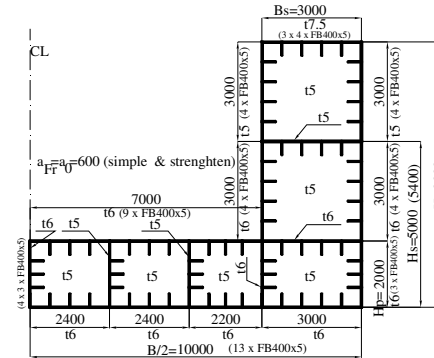 Bs=3000
t7.5
(3 x 4 x FB400x5)
CL
3000
t5 (4 x FB400x5)
t5
3000
t5 (4 x FB400x5)
t5
a_Fr=a_0=600 (simple & strenghten)
3000
t6 (4 x FB400x5)
t5
3000
t6 (4 x FB400x5)
Hs=5000 (5400)
7000
t6 (9 x FB400x5)
t6
t6
t5
t5
t6
(4 x 3 x FB400x5)
t5
t5
t5
t5
Hp=2000
t6(3 x FB400x5)
2400
2400
2200
3000
t6
t6
t6
t6
B/2=10000 (13 x FB400x5)